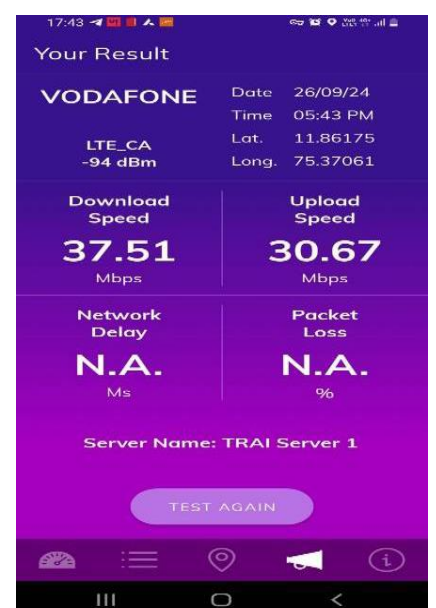 17:43
Your Result
VODAFONE
Date 26/09/24
Time 05:43 PM
LTE_CA
-94 dBm
Lat. 11.86175
Long. 75.37061
Download
Speed
37.51
Mbps
Upload
Speed
30.67
Mbps
Network
Delay
N.A.
Ms
Packet
Loss
N.A.
%
Server Name: TRAI Server 1
TEST AGAIN